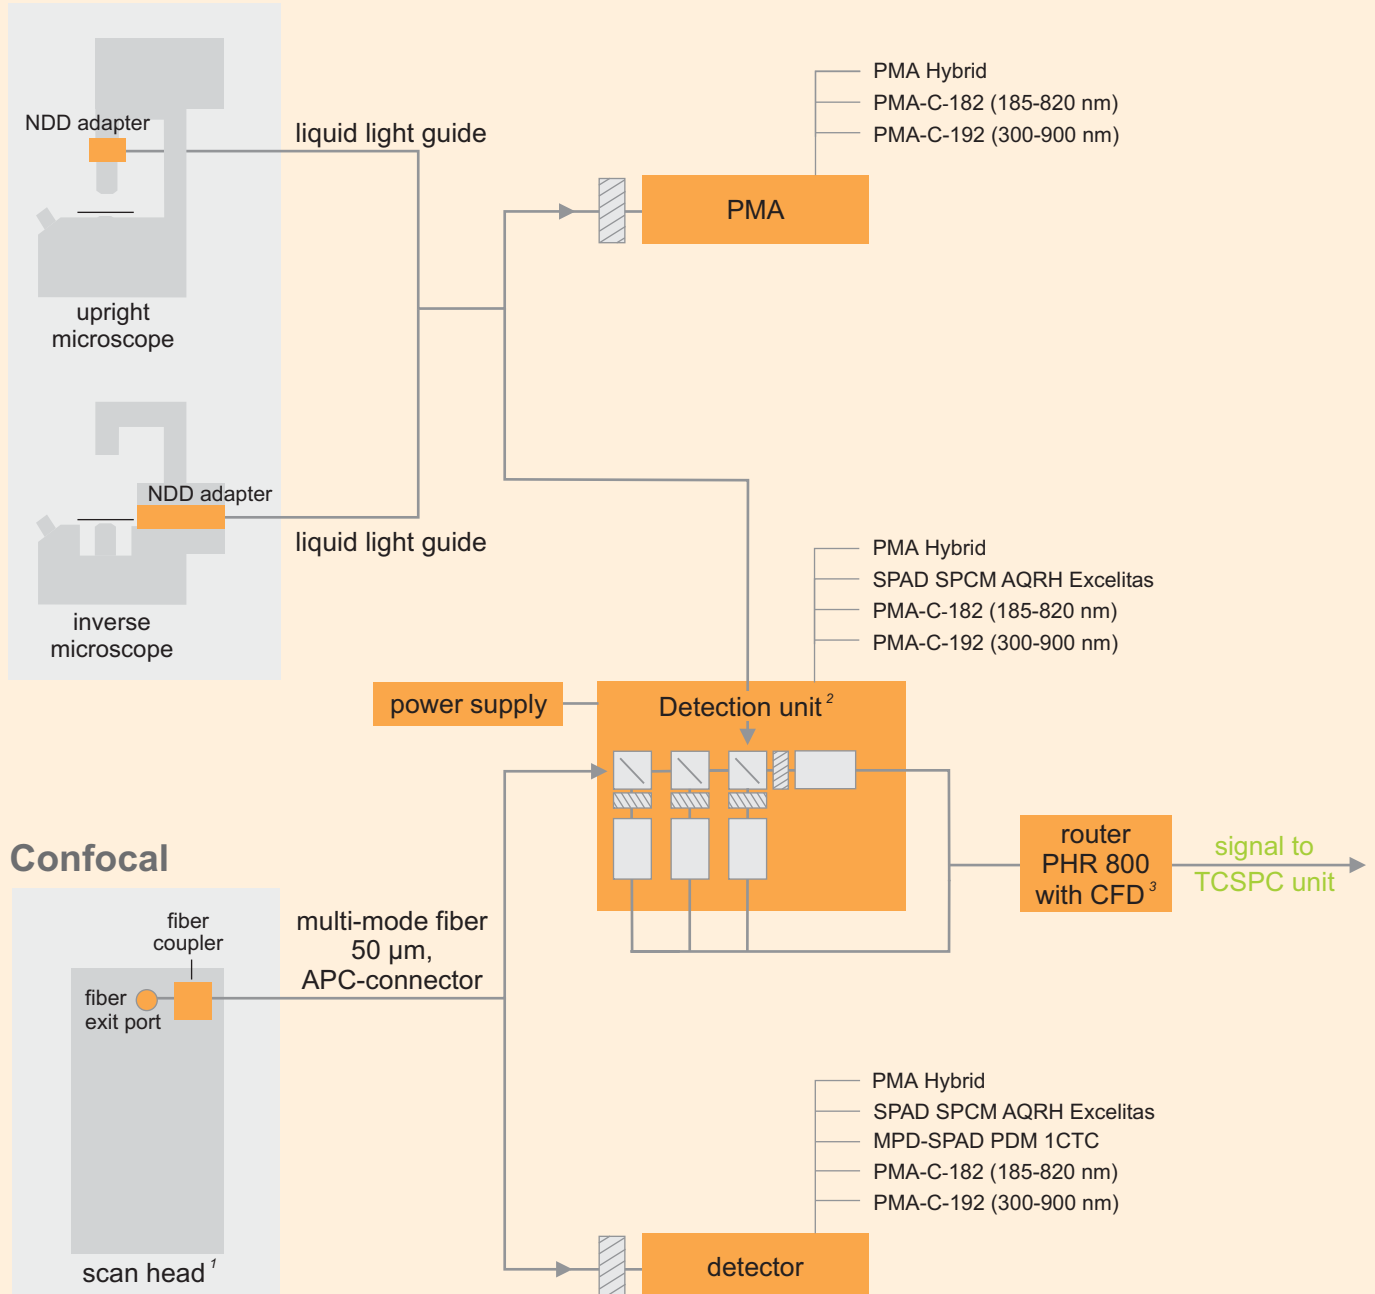 NDD adapter
liquid light guide
upright
microscope
PMA Hybrid
PMA-C-182 (185-820 nm)
PMA-C-192 (300-900 nm)
PMA
NDD adapter
liquid light guide
inverse
microscope
PMA Hybrid
SPAD SPCM AQRH Excelitas
PMA-C-182 (185-820 nm)
PMA-C-192 (300-900 nm)
power supply
Detection unit 2
router
PHR 800
with CFD 3
signal to
TCSPC unit
Confocal
fiber
coupler
fiber
exit port
multi-mode fiber
50 µm,
APC-connector
scan head 1
PMA Hybrid
SPAD SPCM AQRH Excelitas
MPD-SPAD PDM 1CTC
PMA-C-182 (185-820 nm)
PMA-C-192 (300-900 nm)
detector